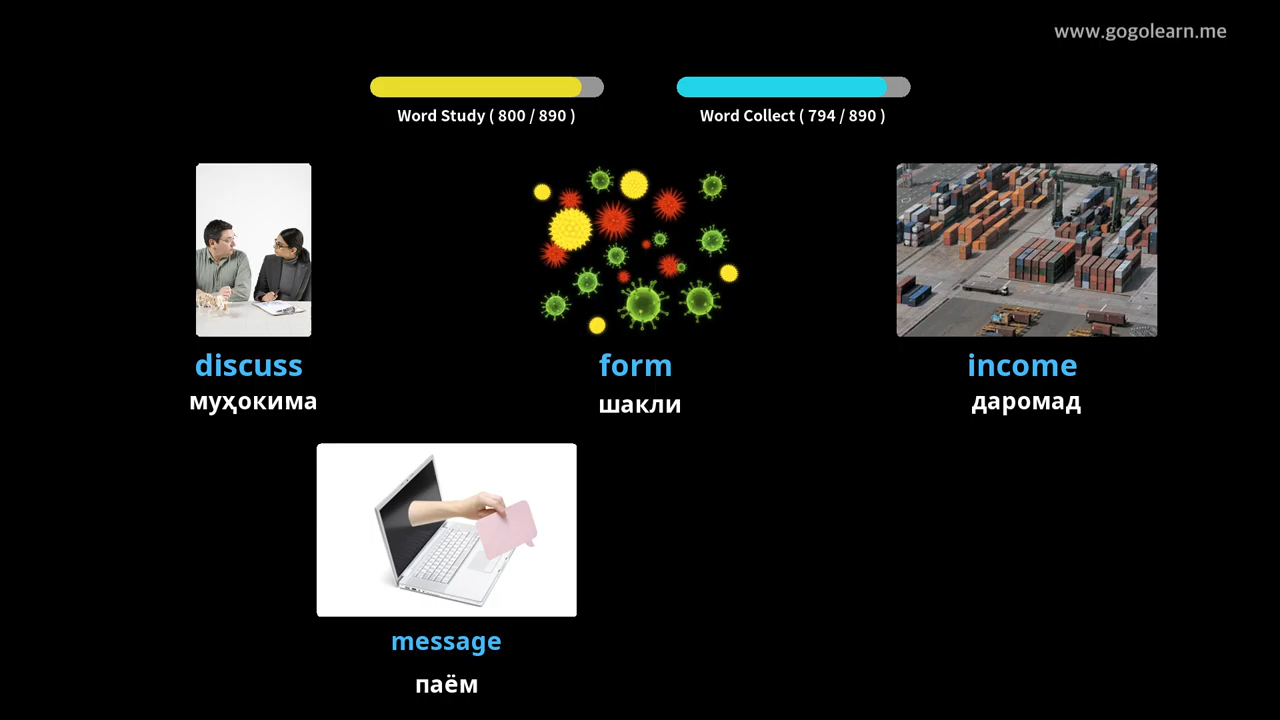 www.gogolearn.me
Word Study ( 800 / 890 )
Word Collect ( 794 / 890 )
discuss
муҳокима
form
шакли
income
даромад
message
паём